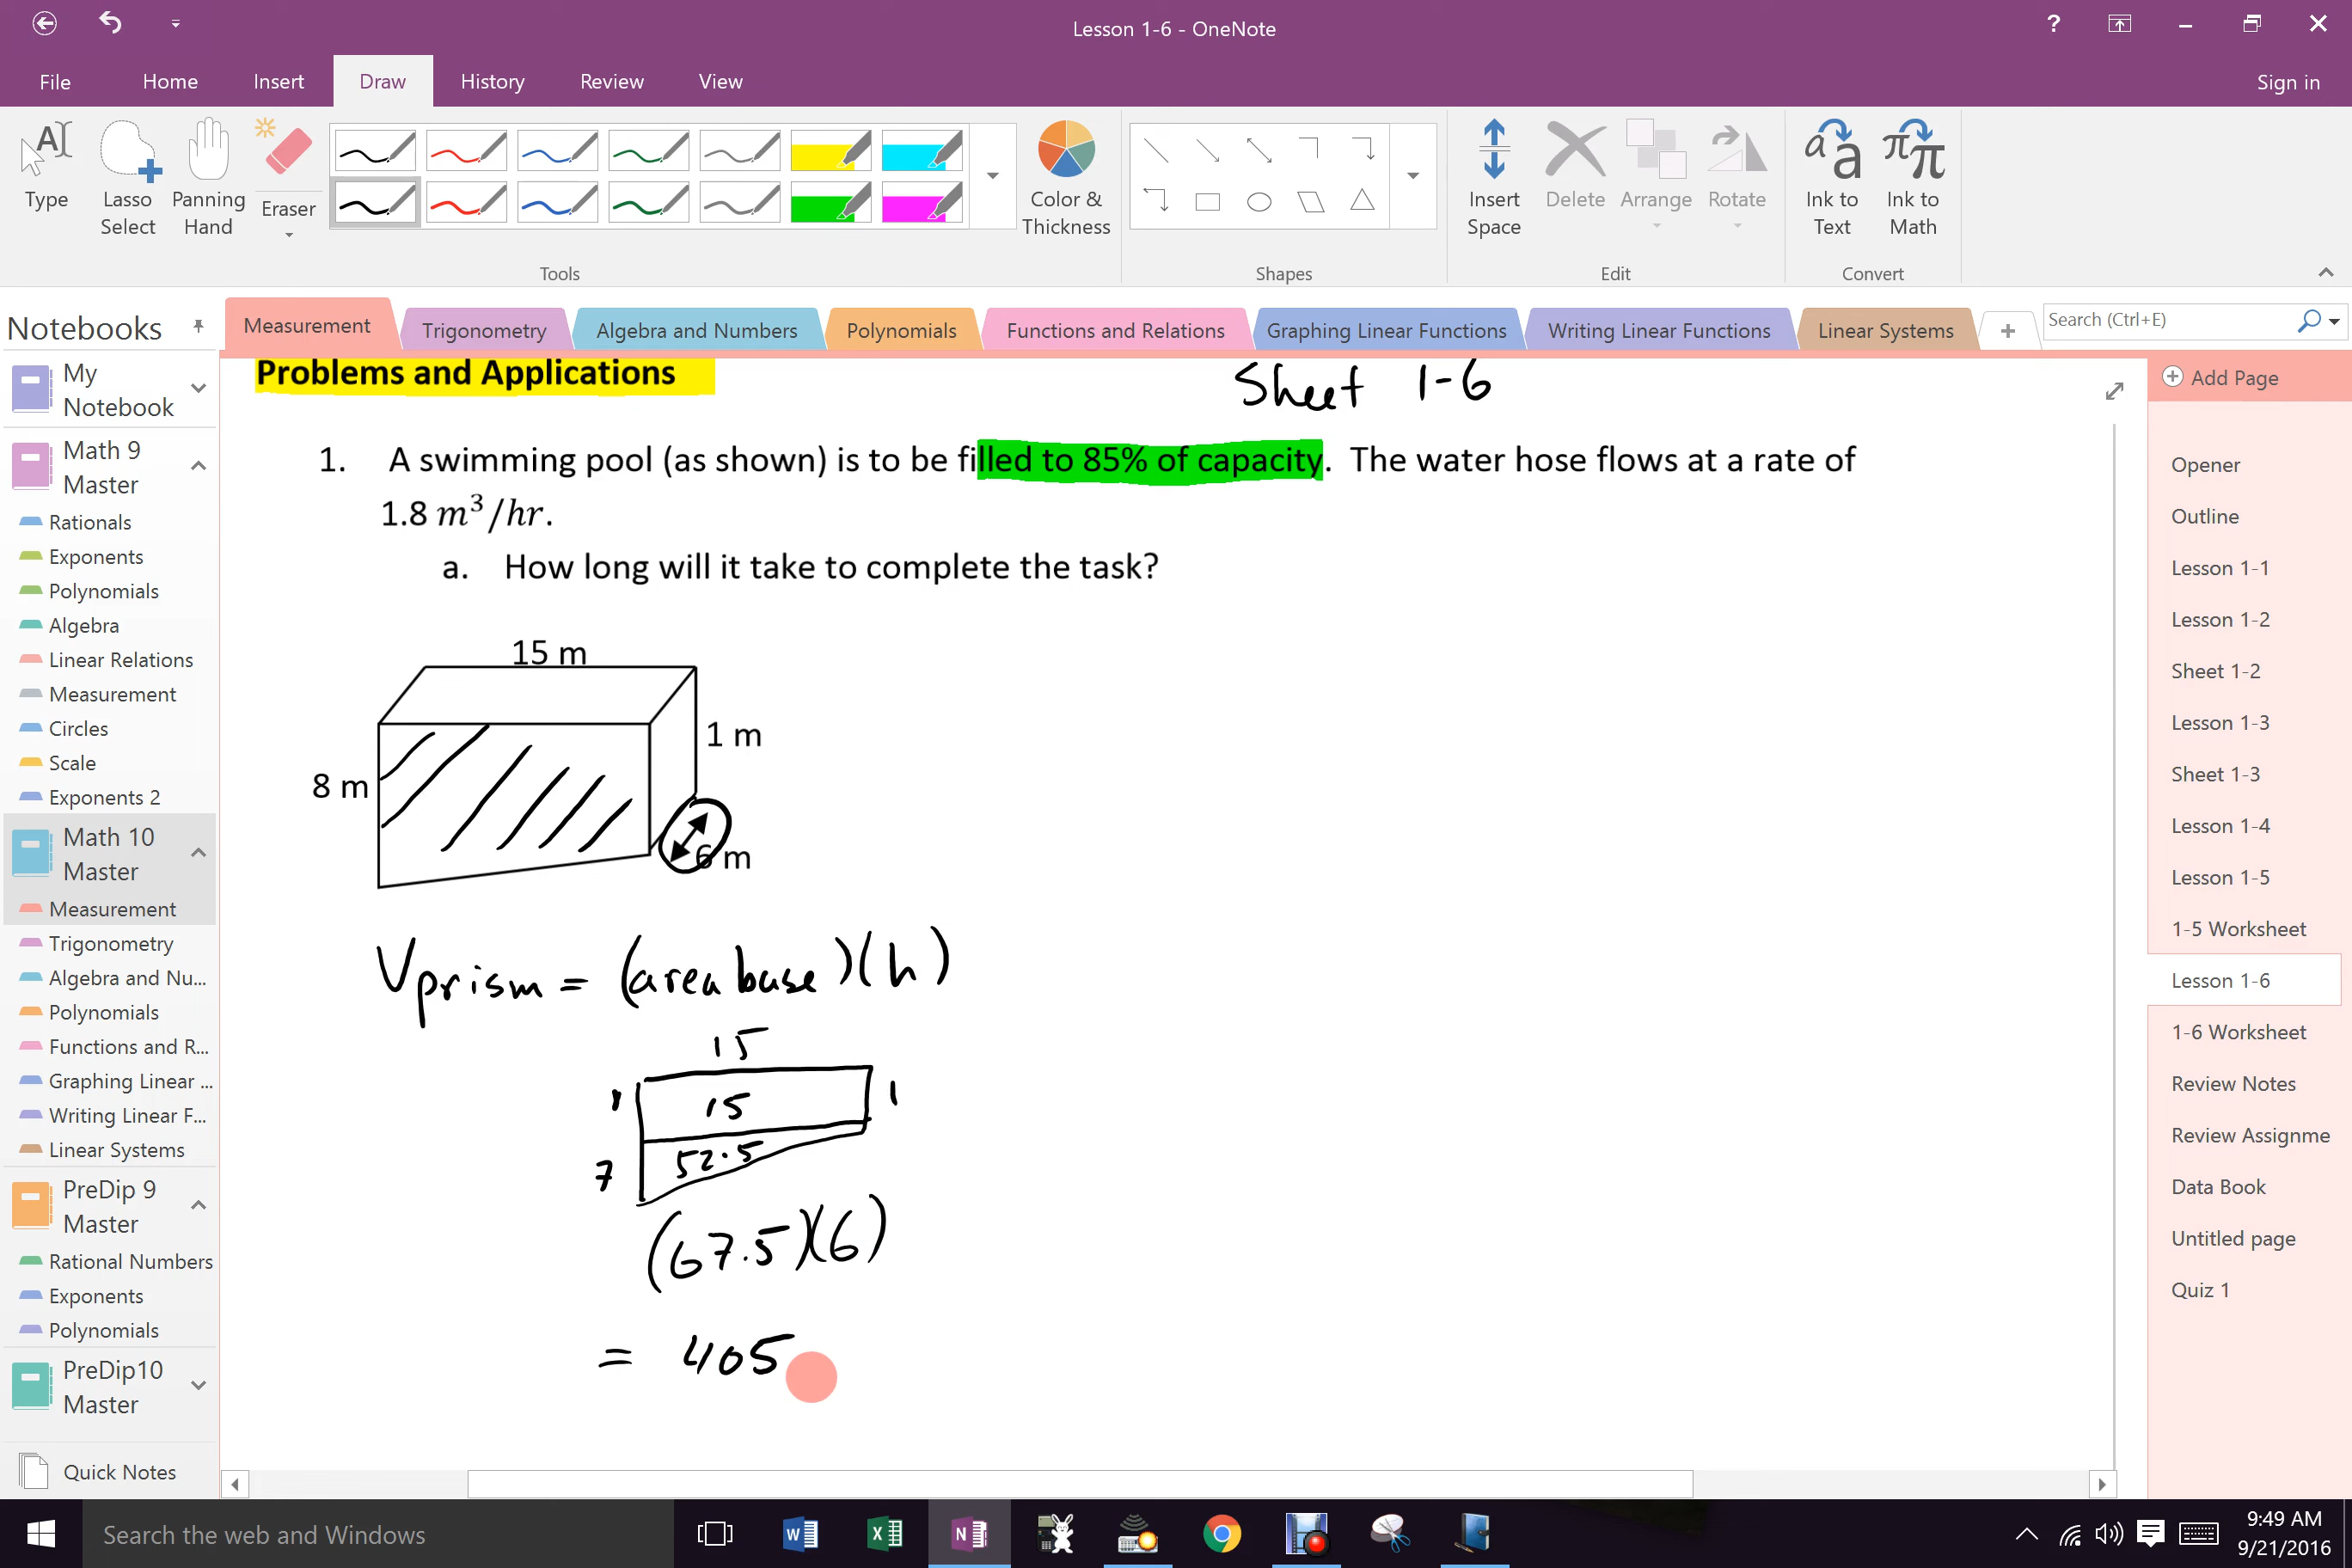 Lesson 1-6 - OneNote
File Home Insert Draw History Review View Sign in
Type
Lasso Select
Panning Hand
Eraser
Color & Thickness
Insert Space
Delete
Arrange
Rotate
Ink to Text
Ink to Math
Tools Shapes Edit Convert
Notebooks
Measurement Trigonometry Algebra and Numbers Polynomials Functions and Relations Graphing Linear Functions Writing Linear Functions Linear Systems
Search (Ctrl+E)
My Notebook
Math 9 Master
Rationals
Exponents
Polynomials
Algebra
Linear Relations
Measurement
Circles
Scale
Exponents 2
Math 10 Master
Measurement
Trigonometry
Algebra and Nu...
Polynomials
Functions and R...
Graphing Linear ...
Writing Linear F...
Linear Systems
PreDip 9 Master
Rational Numbers
Exponents
Polynomials
PreDip10 Master
Quick Notes
Problems and Applications
Sheet 1-6
1. A swimming pool (as shown) is to be filled to 85% of capacity. The water hose flows at a rate of
1.8 m³/hr.
a. How long will it take to complete the task?
15 m
1 m
8 m
6 m
Vprism = (area base)(h)
15
1 15 1
7 52.5
(67.5)(6)
= 405
Add Page
Opener
Outline
Lesson 1-1
Lesson 1-2
Sheet 1-2
Lesson 1-3
Sheet 1-3
Lesson 1-4
Lesson 1-5
1-5 Worksheet
Lesson 1-6
1-6 Worksheet
Review Notes
Review Assignme
Data Book
Untitled page
Quiz 1
Search the web and Windows
9:49 AM
9/21/2016